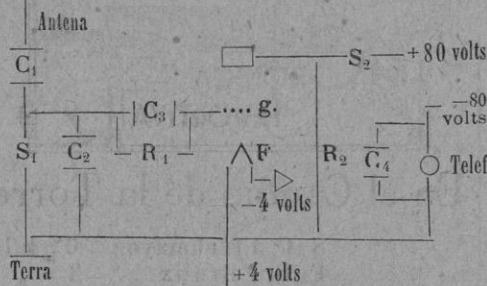 Antena
C1
S2 +80 volts
C3 .... g.
-80 volts
S1
C2
R1
F
R2
C4
Telef
-4 volts
Terra
+4 volts